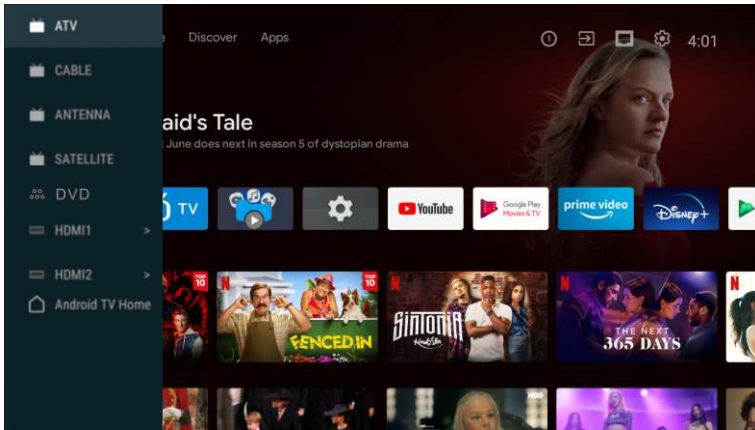 ATV
CABLE
ANTENNA
SATELLITE
DVD
HDMI1 >
HDMI2 >
Android TV Home
Discover Apps
1
4:01
aid's Tale
June does next in season 5 of dystopian drama
TV
YouTube
Google Play
Movies & TV
prime video
Disney+
TOP
10
N
TOP
10
FENCED IN
N
SINTONIA
N
THE NEXT
365 DAYS
N
HBO